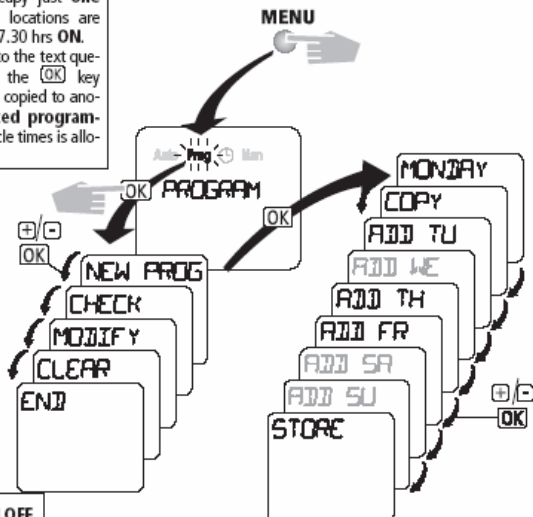 occupy just one
locations are
7.30 hrs ON.
to the text que-
the OK key
copied to ano-
ed program-
cle times is allo-
MENU
Auto Prog Man
PROGRAM
OK
OK
+/-
OK
NEW PROG
CHECK
MODIFY
CLEAR
END
MONDAY
COPY
ADD TU
ADD WE
ADD TH
ADD FR
ADD SA
ADD SU
STORE
+/-
OK
OFF